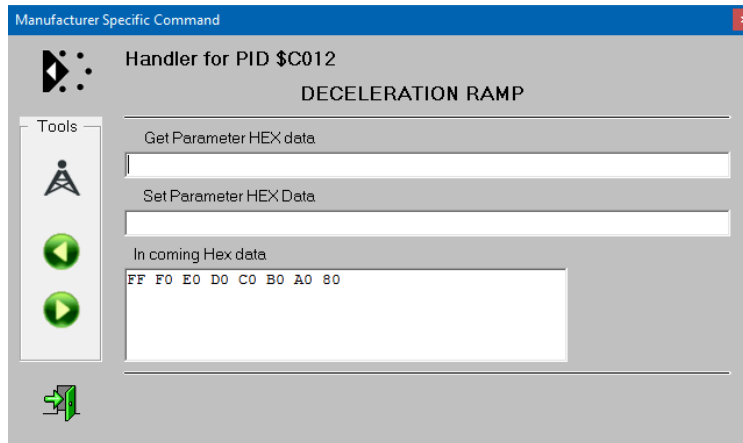 Manufacturer Specific Command
Handler for PID $C012
DECELERATION RAMP
Tools
Get Parameter HEX data
Set Parameter HEX Data
In coming Hex data
FF F0 E0 D0 C0 B0 A0 80